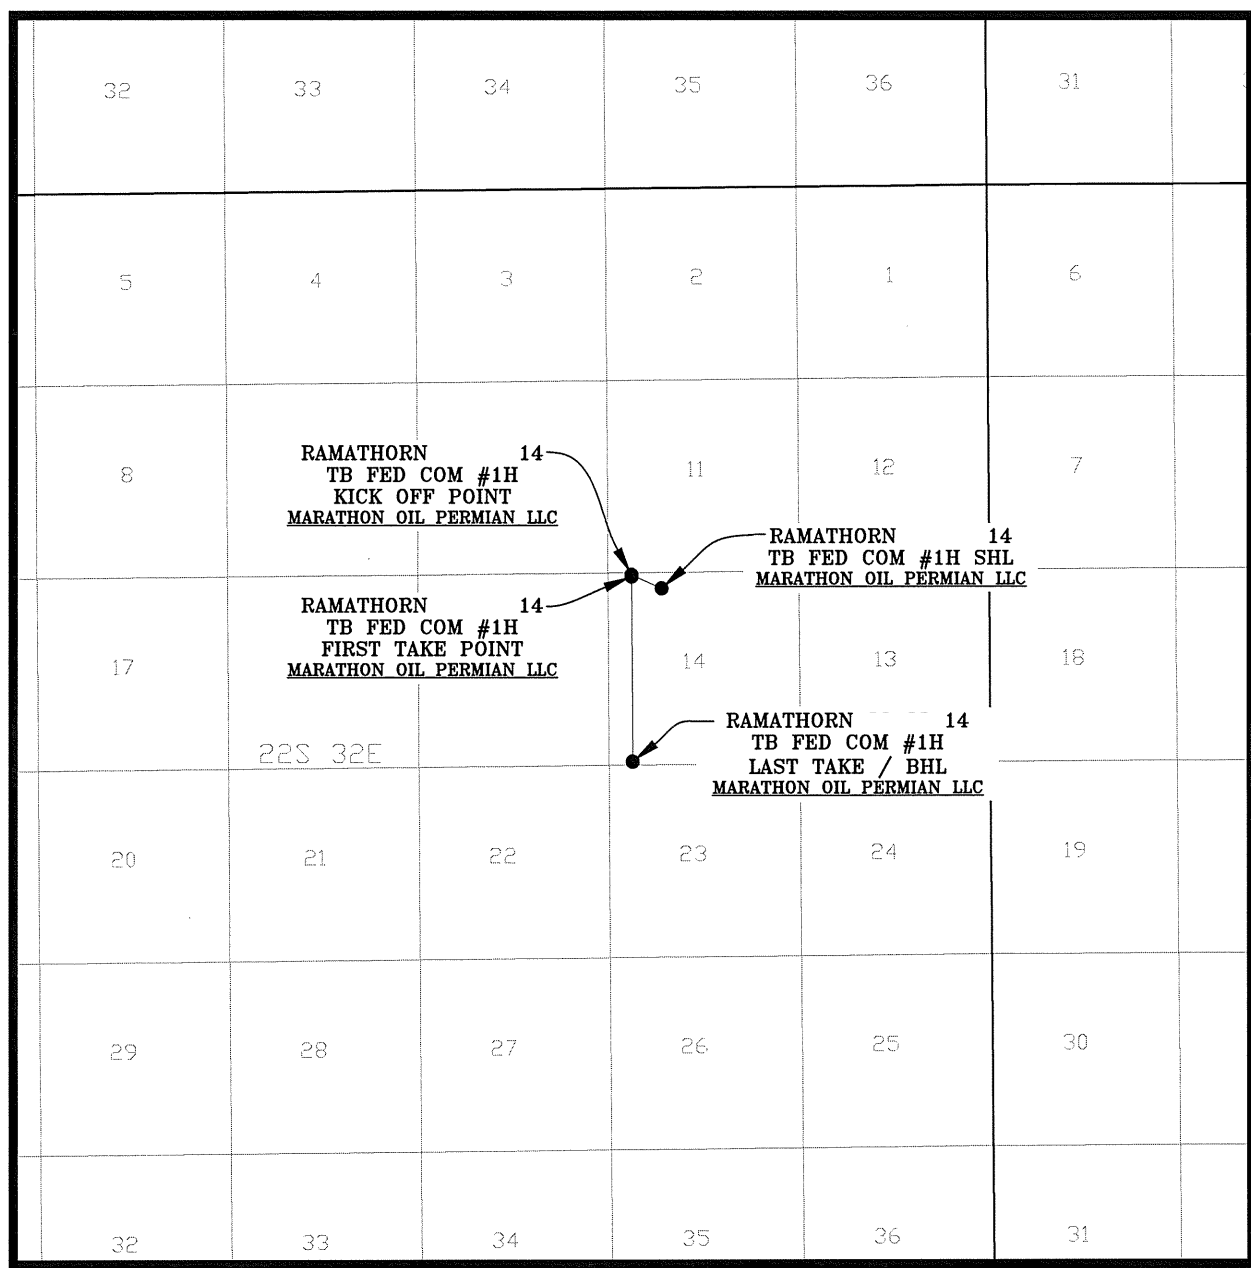 32 33 34 35 36 31
5 4 3 2 1 6
RAMATHORN 14
TB FED COM #1H
KICK OFF POINT
MARATHON OIL PERMIAN LLC
8 11 12 7
RAMATHORN 14
TB FED COM #1H SHL
MARATHON OIL PERMIAN LLC
RAMATHORN 14
TB FED COM #1H
FIRST TAKE POINT
MARATHON OIL PERMIAN LLC
17 14 13 18
22S 32E
RAMATHORN 14
TB FED COM #1H
LAST TAKE / BHL
MARATHON OIL PERMIAN LLC
20 21 22 23 24 19
29 28 27 26 25 30
32 33 34 35 36 31